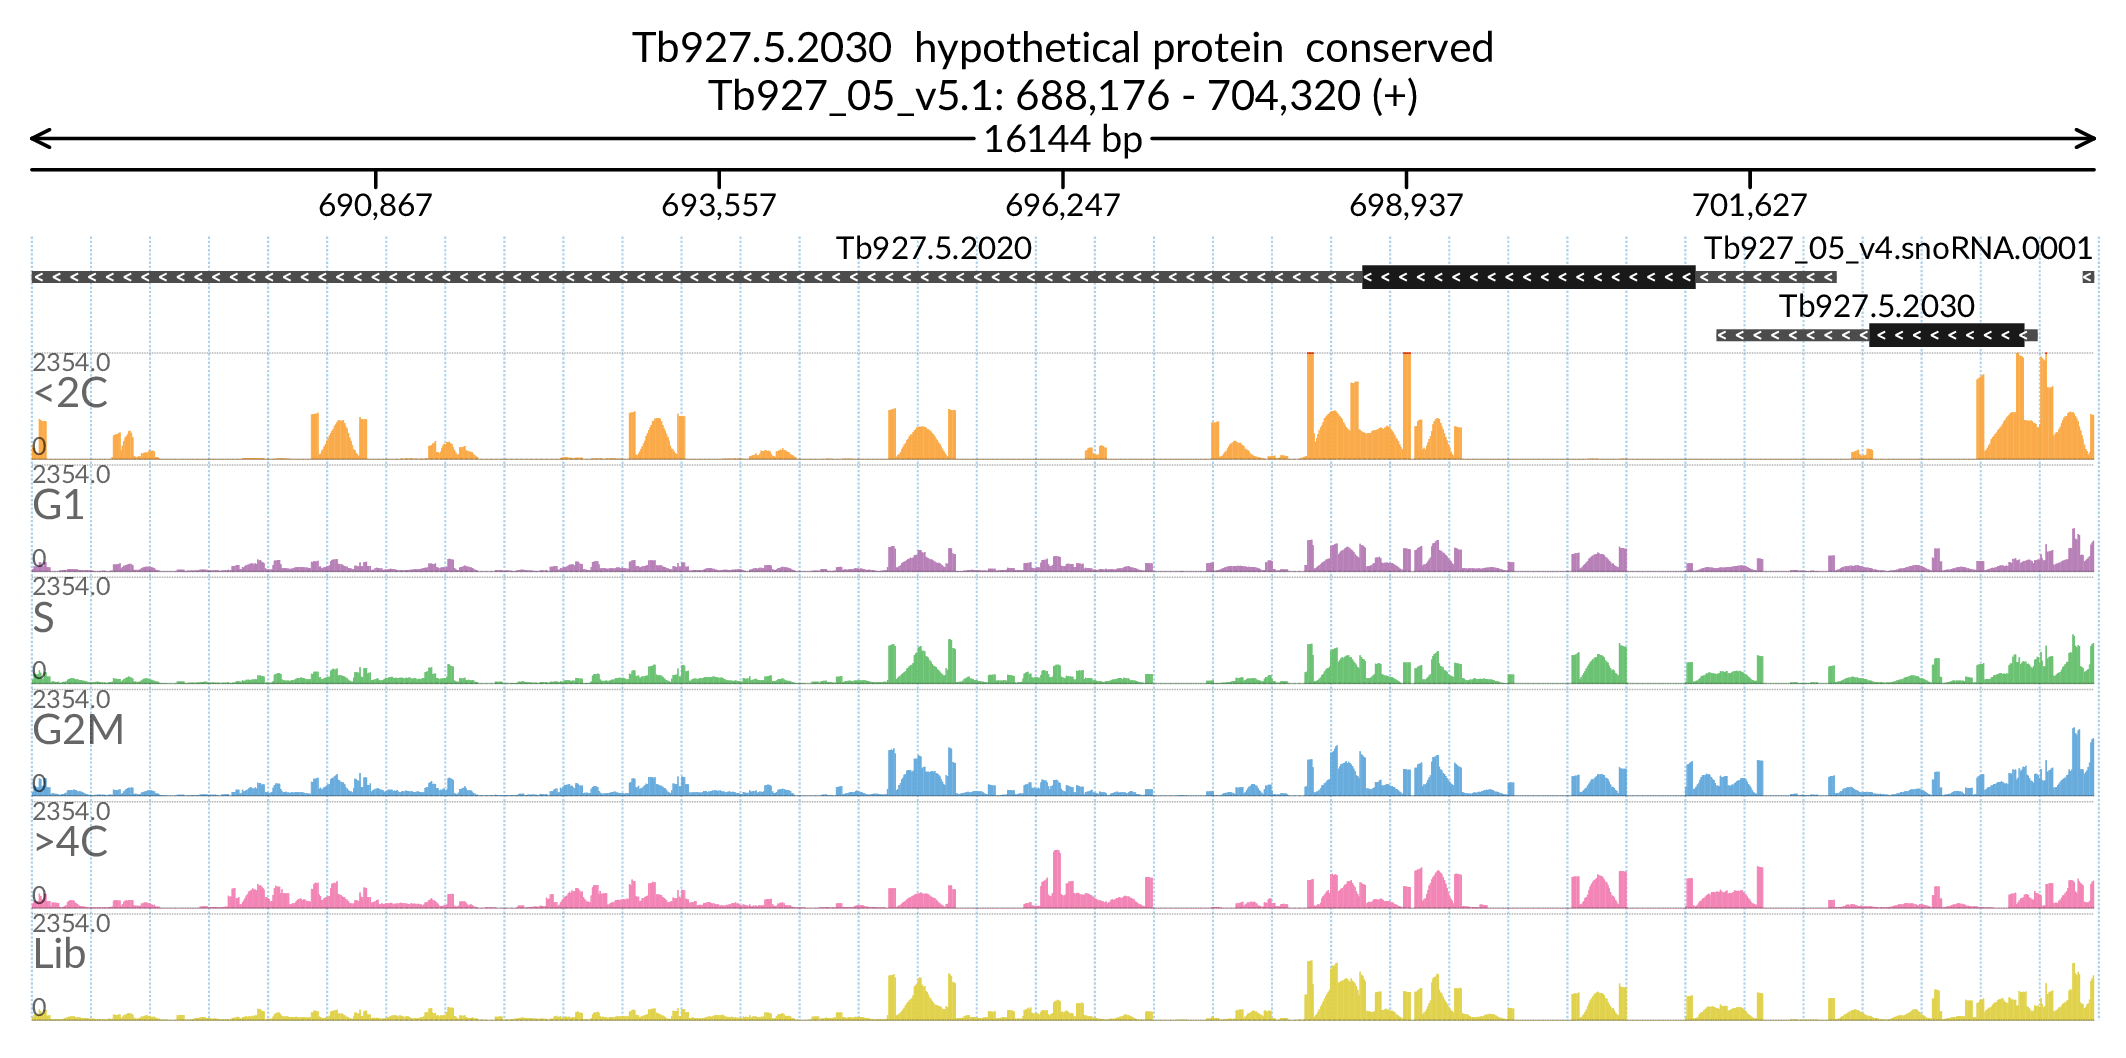 Tb927.5.2030  hypothetical protein  conserved
Tb927_05_v5.1: 688,176 - 704,320 (+)
16144 bp
690,867 693,557 696,247 698,937 701,627
Tb927.5.2020 Tb927_05_v4.snoRNA.0001
Tb927.5.2030
2354.0
<2C
0
2354.0
G1
0
2354.0
S
0
2354.0
G2M
0
2354.0
>4C
0
2354.0
Lib
0